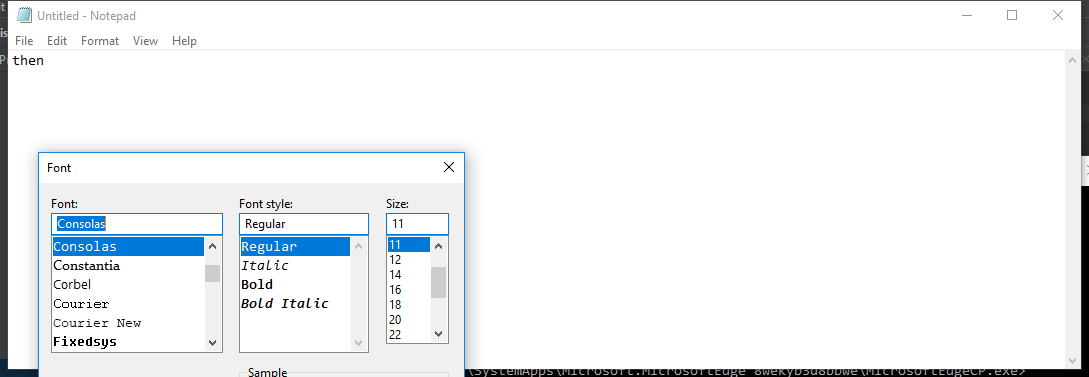 Untitled - Notepad
File Edit Format View Help
then
Font
Font: Font style: Size:
Consolas Regular 11
Consolas Regular 11
Constantia Italic 12
Corbel Bold 14
Courier Bold Italic 16
Courier New 18
Fixedsys 20
22
Sample
\SystemApps\Microsoft.MicrosoftEdge_8wekyb3d8bbwe\MicrosoftEdgeCP.exe>